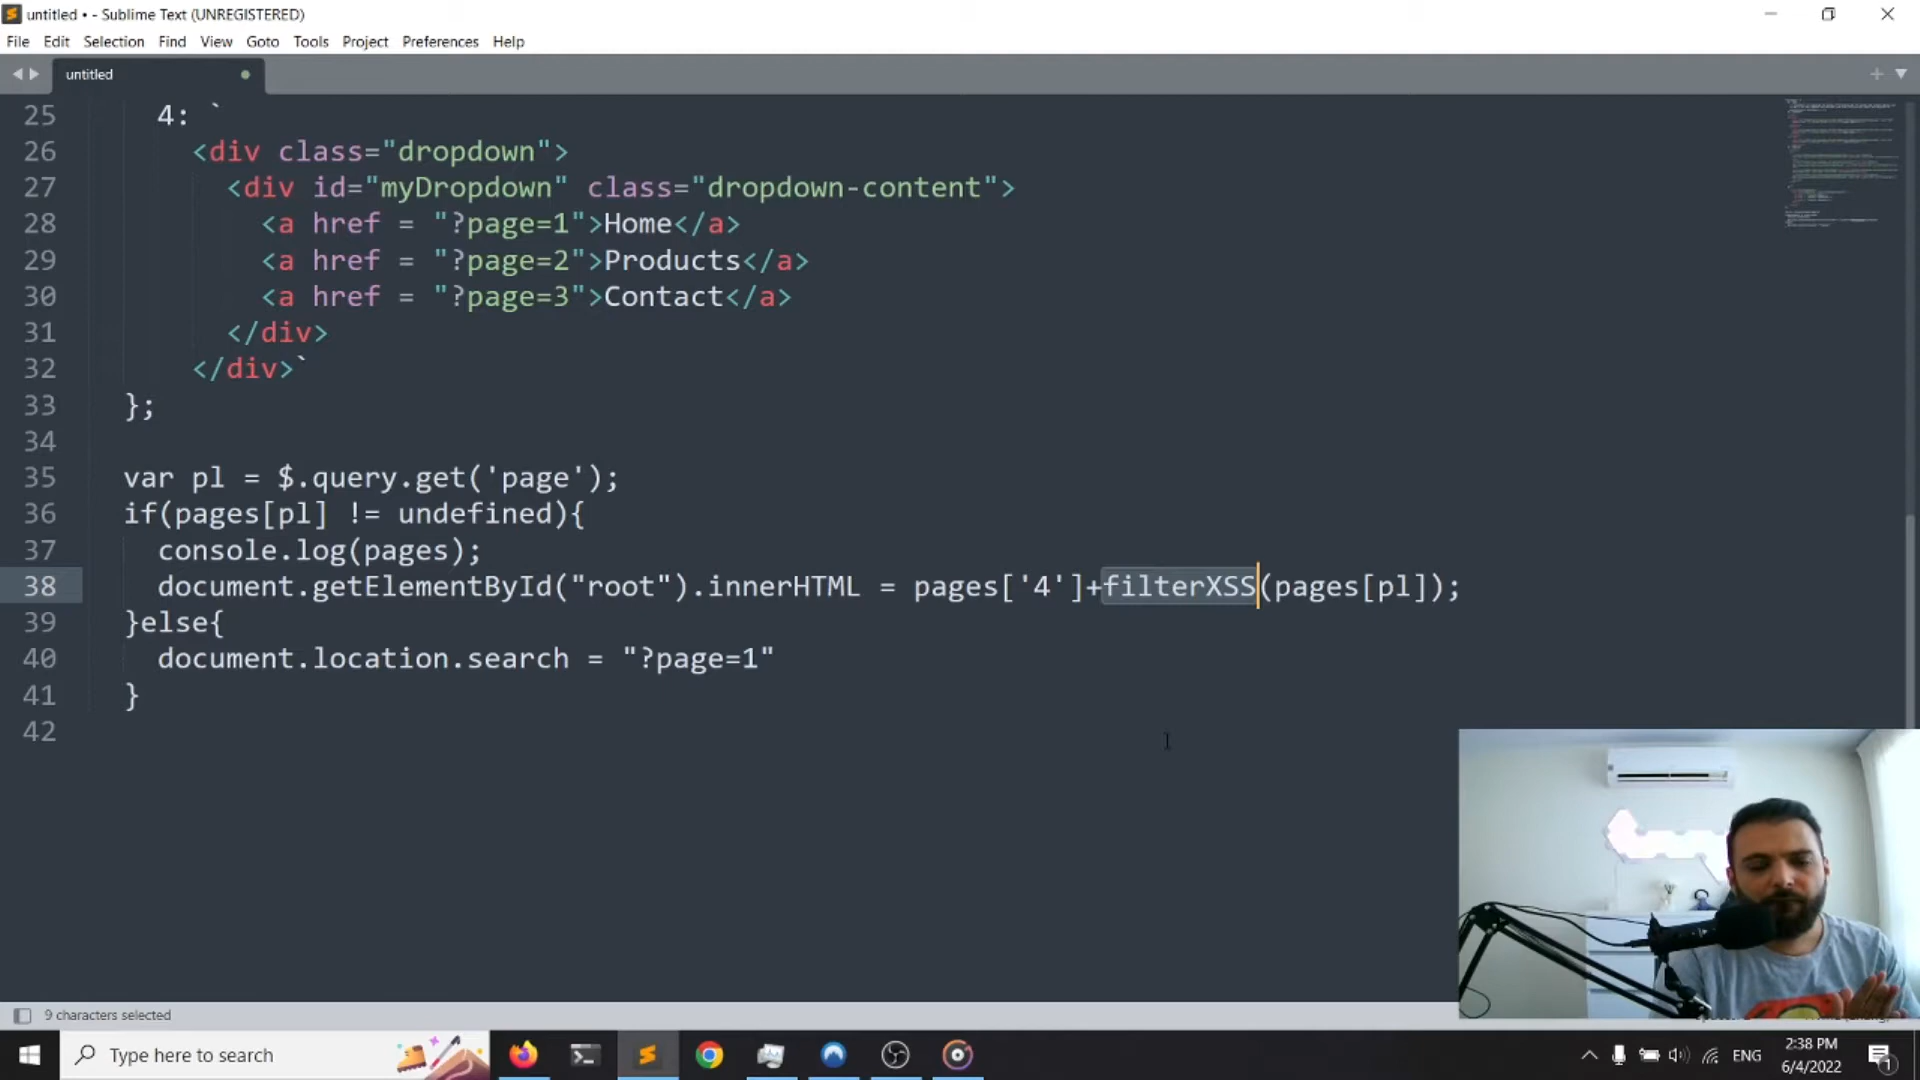 untitled • - Sublime Text (UNREGISTERED)
File Edit Selection Find View Goto Tools Project Preferences Help
untitled
25 4: `
26 <div class="dropdown">
27 <div id="myDropdown" class="dropdown-content">
28 <a href = "?page=1">Home</a>
29 <a href = "?page=2">Products</a>
30 <a href = "?page=3">Contact</a>
31 </div>
32 </div>`
33 };
34
35 var pl = $.query.get('page');
36 if(pages[pl] != undefined){
37 console.log(pages);
38 document.getElementById("root").innerHTML = pages['4']+filterXSS(pages[pl]);
39 }else{
40 document.location.search = "?page=1"
41 }
42
9 characters selected
Type here to search
ENG
2:38 PM
6/4/2022
1